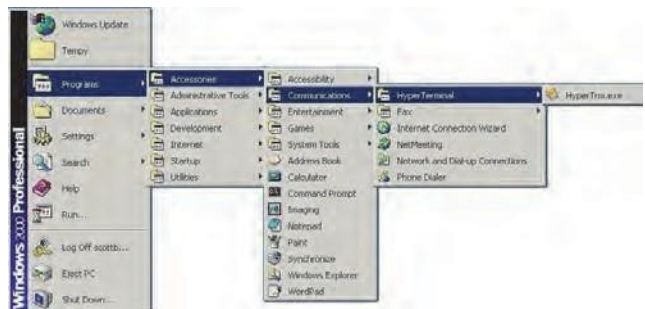 Windows 2000 Professional
Windows Update
Tempy
Programs
Documents
Settings
Search
Help
Run...
Log Off scottb...
Eject PC
Shut Down...
Accessories
Administrative Tools
Applications
Development
Internet
Startup
Utilities
Accessibility
Communications
Entertainment
Games
System Tools
Address Book
Calculator
Command Prompt
Imaging
Notepad
Paint
Synchronize
Windows Explorer
WordPad
HyperTerminal
Fax
Internet Connection Wizard
NetMeeting
Network and Dial-up Connections
Phone Dialer
HyperTrm.exe